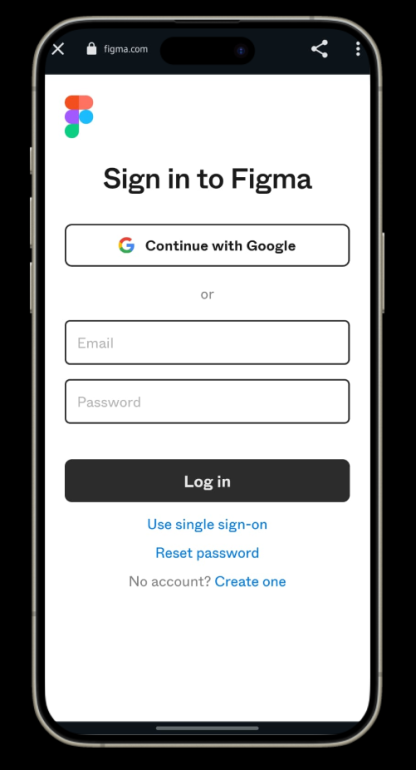 figma.com
Sign in to Figma
Continue with Google
or
Email
Password
Log in
Use single sign-on
Reset password
No account? Create one